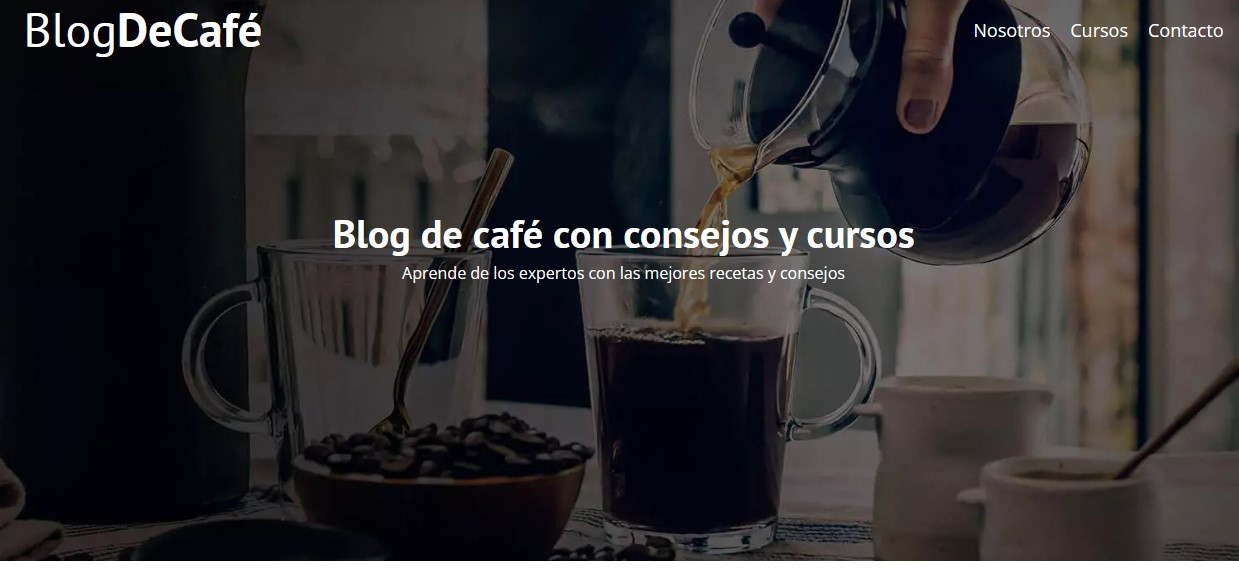 BlogDeCafé
Nosotros Cursos Contacto
Blog de café con consejos y cursos
Aprende de los expertos con las mejores recetas y consejos